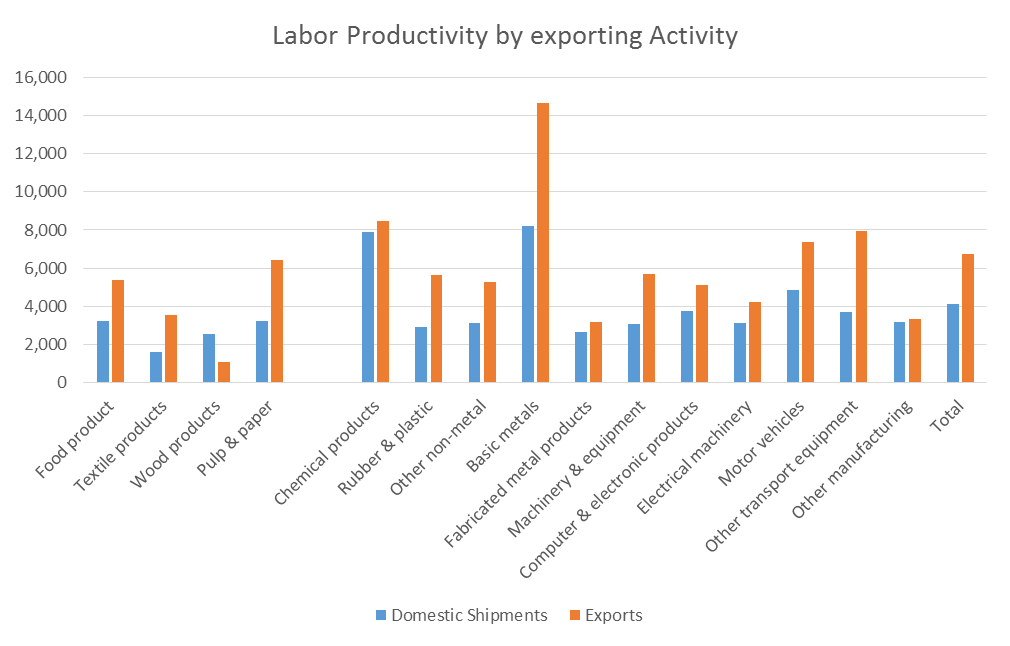 Labor Productivity by exporting Activity
16,000
14,000
12,000
10,000
8,000
6,000
4,000
2,000
0
Food product
Textile products
Wood products
Pulp & paper
Chemical products
Rubber & plastic
Other non-metal
Basic metals
Fabricated metal products
Machinery & equipment
Computer & electronic products
Electrical machinery
Motor vehicles
Other transport equipment
Other manufacturing
Total
Domestic Shipments Exports